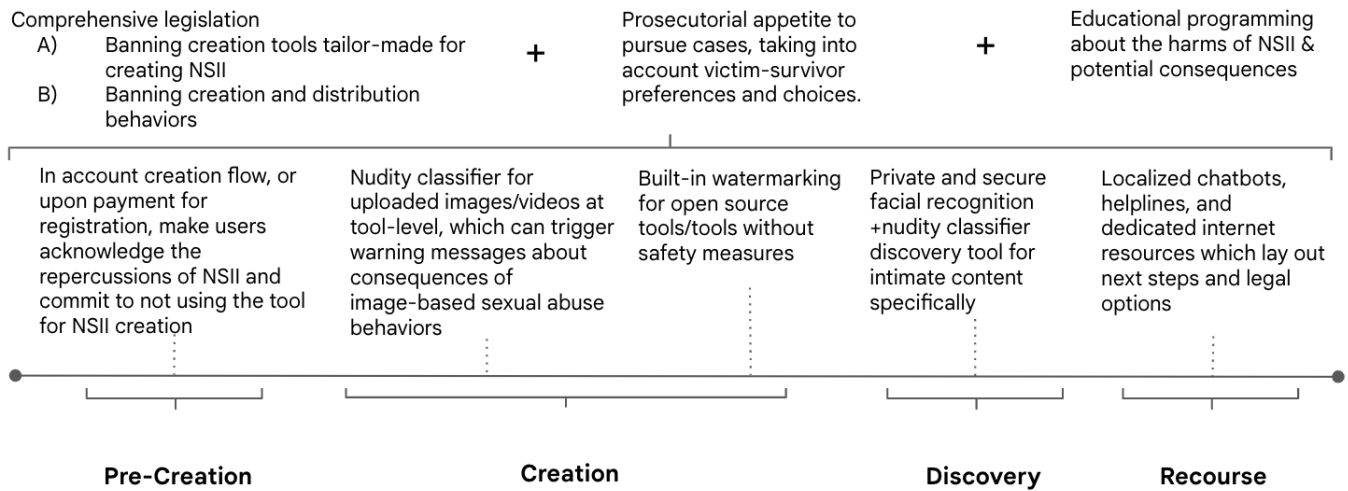 Comprehensive legislation
A) Banning creation tools tailor-made for
creating NSII
B) Banning creation and distribution
behaviors
+
Prosecutorial appetite to
pursue cases, taking into
account victim-survivor
preferences and choices.
+
Educational programming
about the harms of NSII &
potential consequences
In account creation flow, or
upon payment for
registration, make users
acknowledge the
repercussions of NSII and
commit to not using the tool
for NSII creation
Nudity classifier for
uploaded images/videos at
tool-level, which can trigger
warning messages about
consequences of
image-based sexual abuse
behaviors
Built-in watermarking
for open source
tools/tools without
safety measures
Private and secure
facial recognition
+nudity classifier
discovery tool for
intimate content
specifically
Localized chatbots,
helplines, and
dedicated internet
resources which lay out
next steps and legal
options
Pre-Creation
Creation
Discovery
Recourse